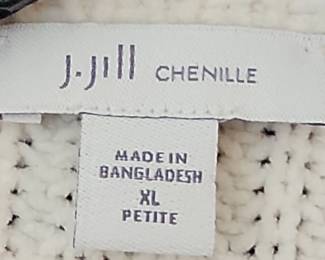 J.Jill CHENILLE
MADE IN
BANGLADESH
XL
PETITE